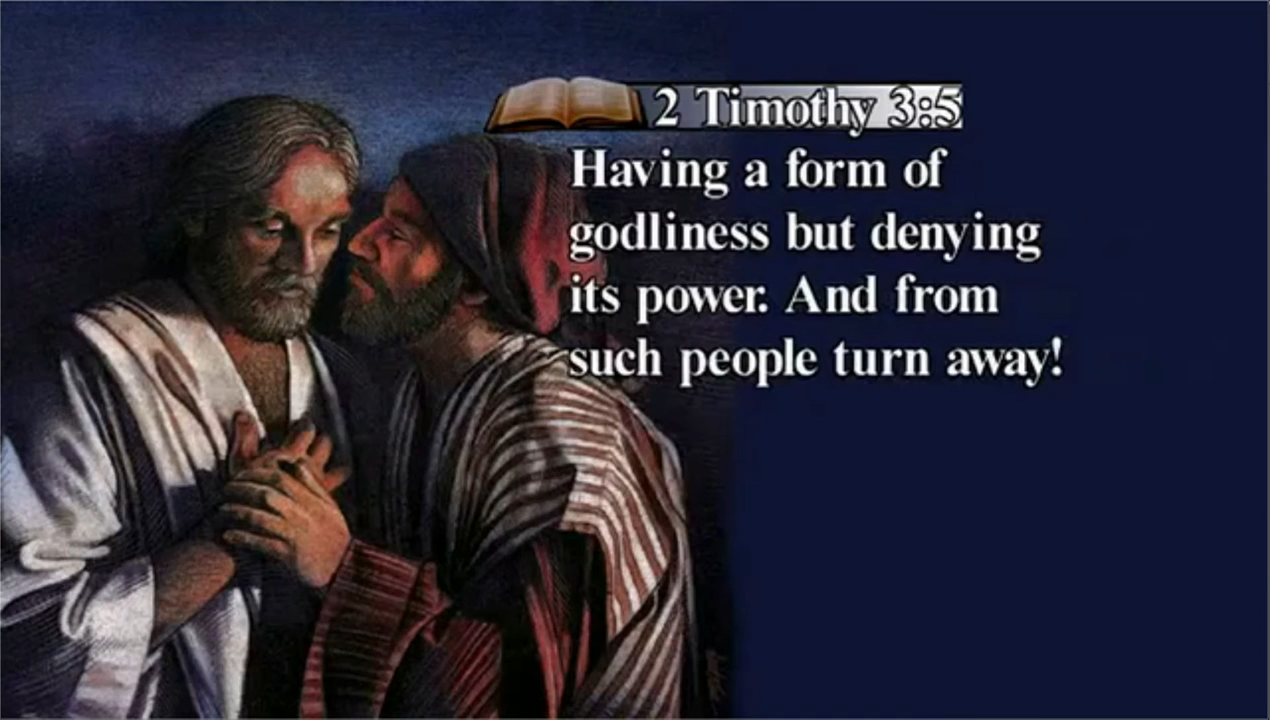 2 Timothy 3:5
Having a form of
godliness but denying
its power. And from
such people turn away!